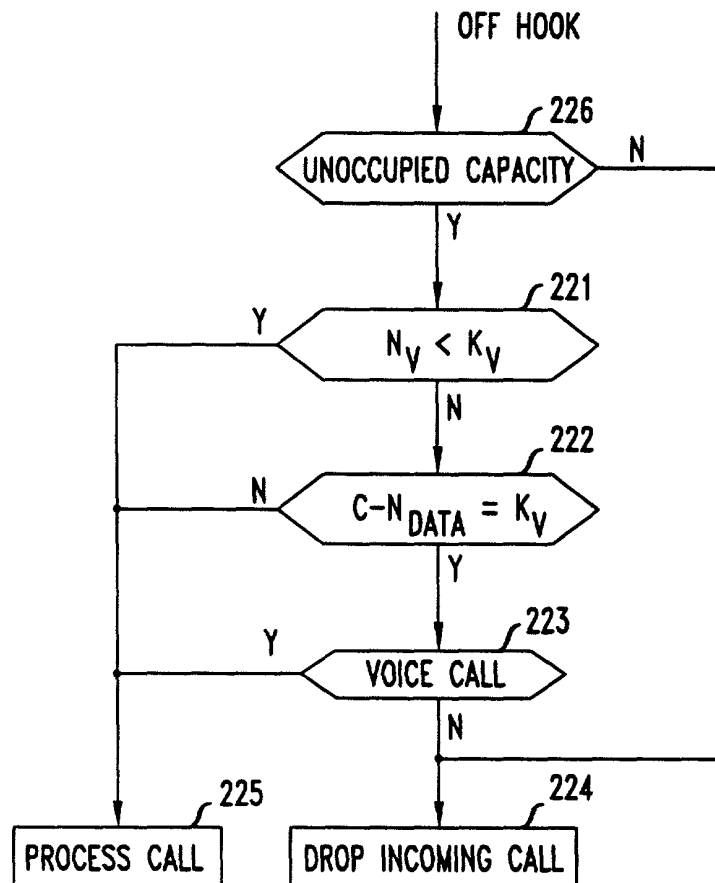 OFF HOOK
226
UNOCCUPIED CAPACITY
N
Y
221
Y
N_V < K_V
N
222
N
C-N_DATA = K_V
Y
223
Y
VOICE CALL
N
225
224
PROCESS CALL
DROP INCOMING CALL